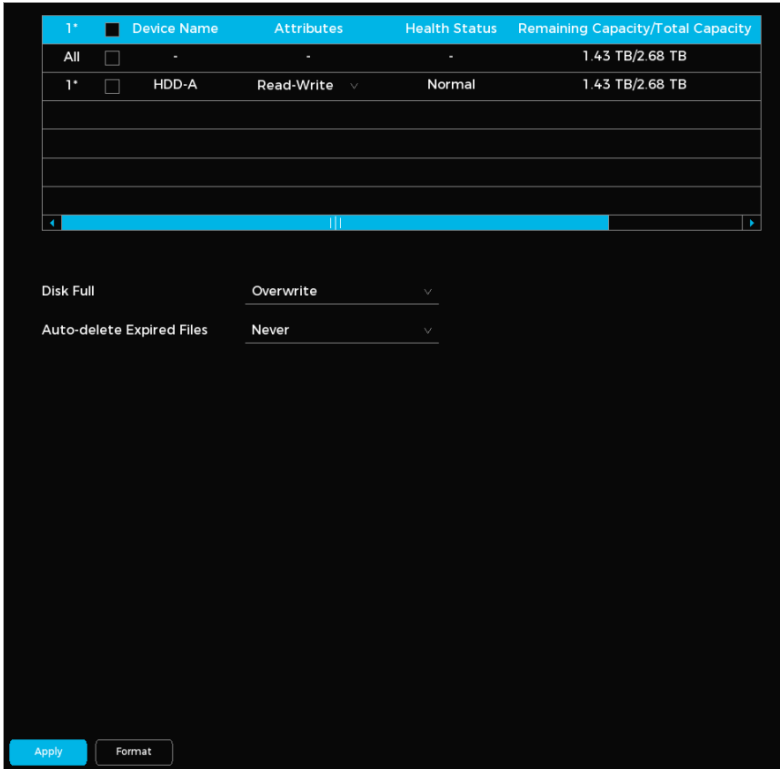 1* Device Name Attributes Health Status Remaining Capacity/Total Capacity
All - - - 1.43 TB/2.68 TB
1* HDD-A Read-Write Normal 1.43 TB/2.68 TB
Disk Full Overwrite
Auto-delete Expired Files Never
Apply Format